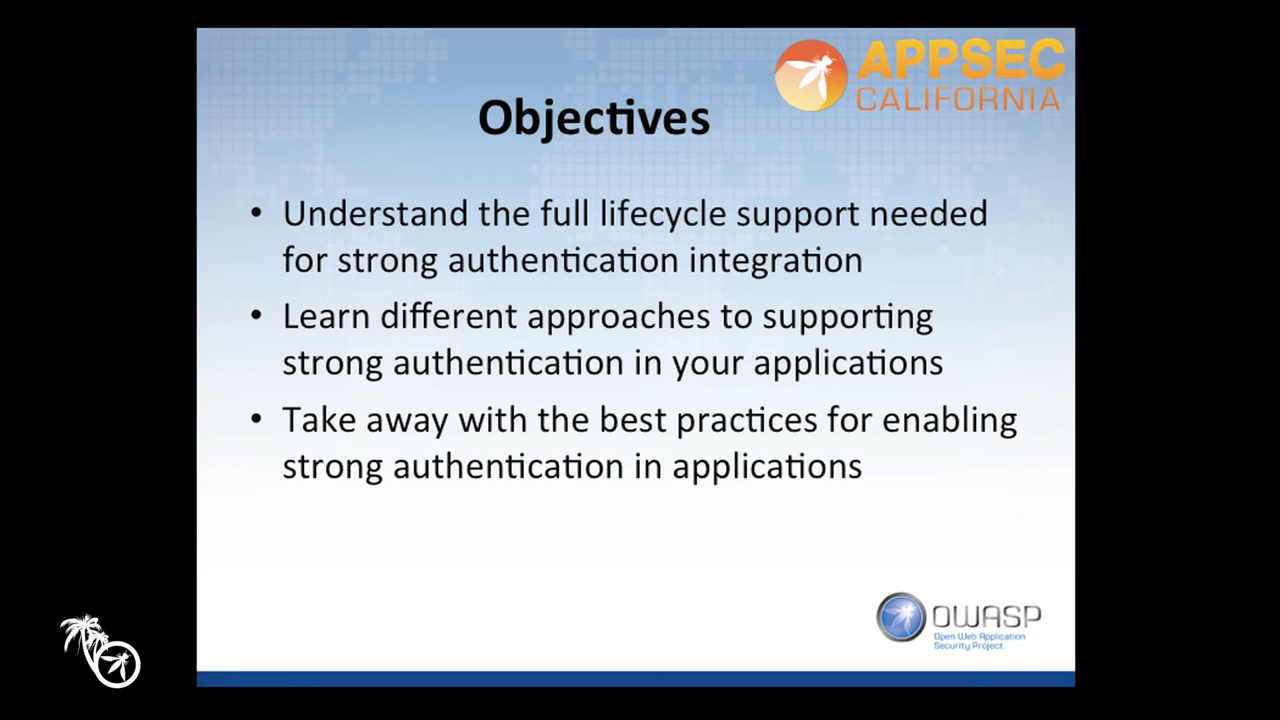 APPSEC
CALIFORNIA
Objectives
• Understand the full lifecycle support needed
for strong authentication integration
• Learn different approaches to supporting
strong authentication in your applications
• Take away with the best practices for enabling
strong authentication in applications
OWASP
Open Web Application
Security Project